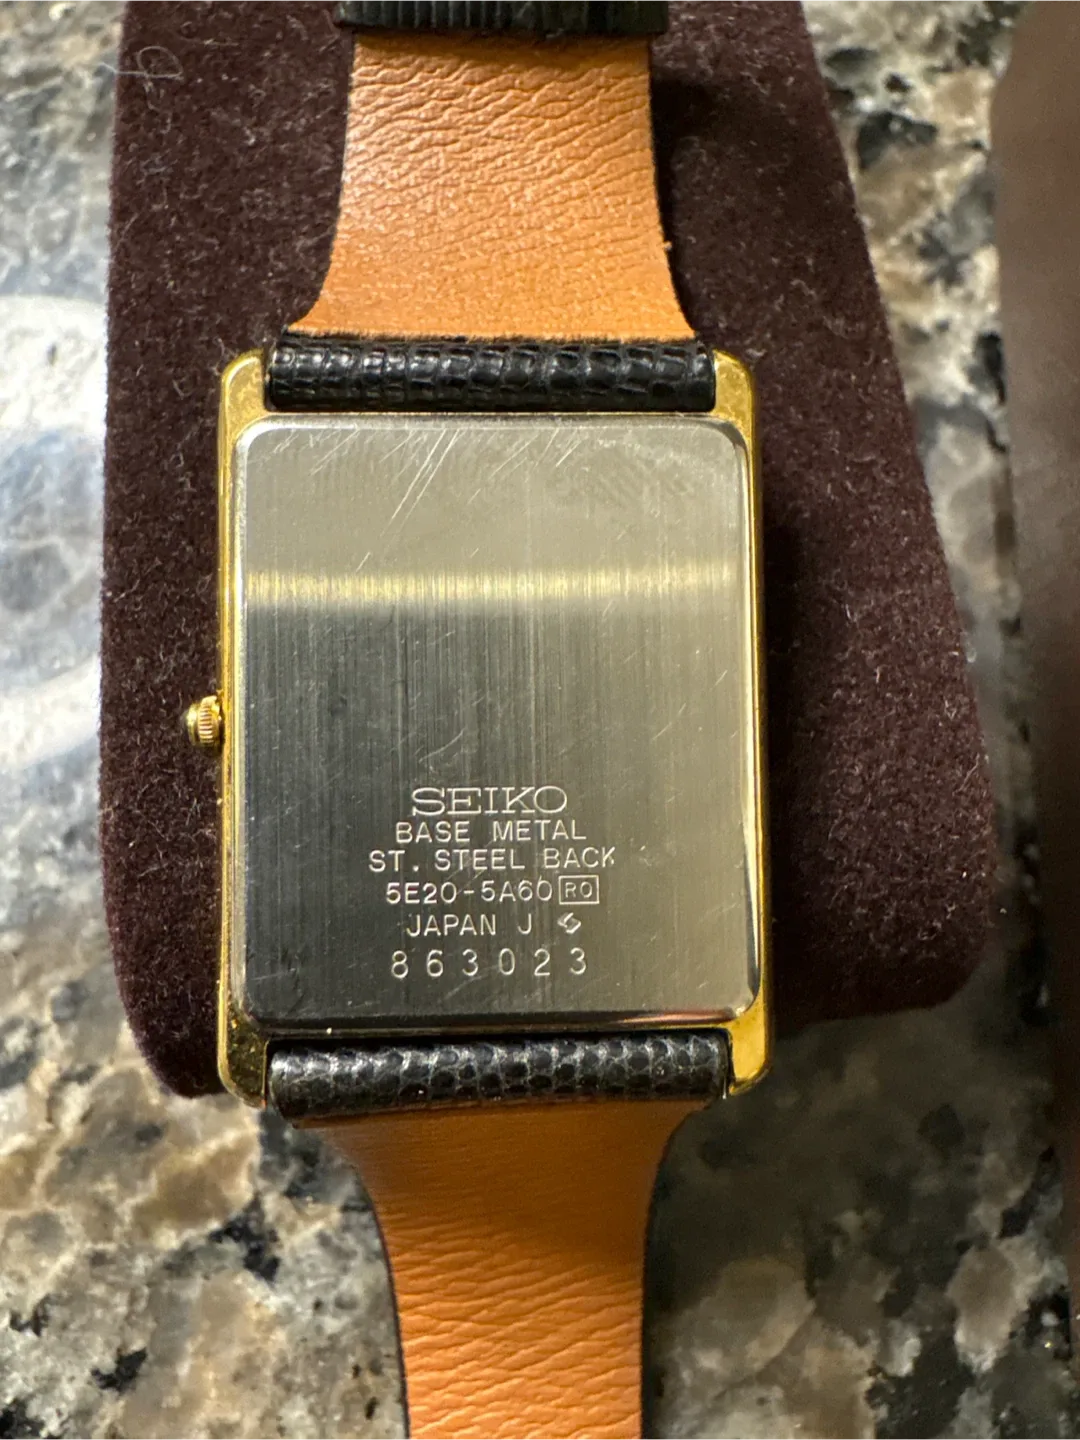 SEIKO
BASE METAL
ST. STEEL BACK
5E20-5A60 RO
JAPAN J
863023